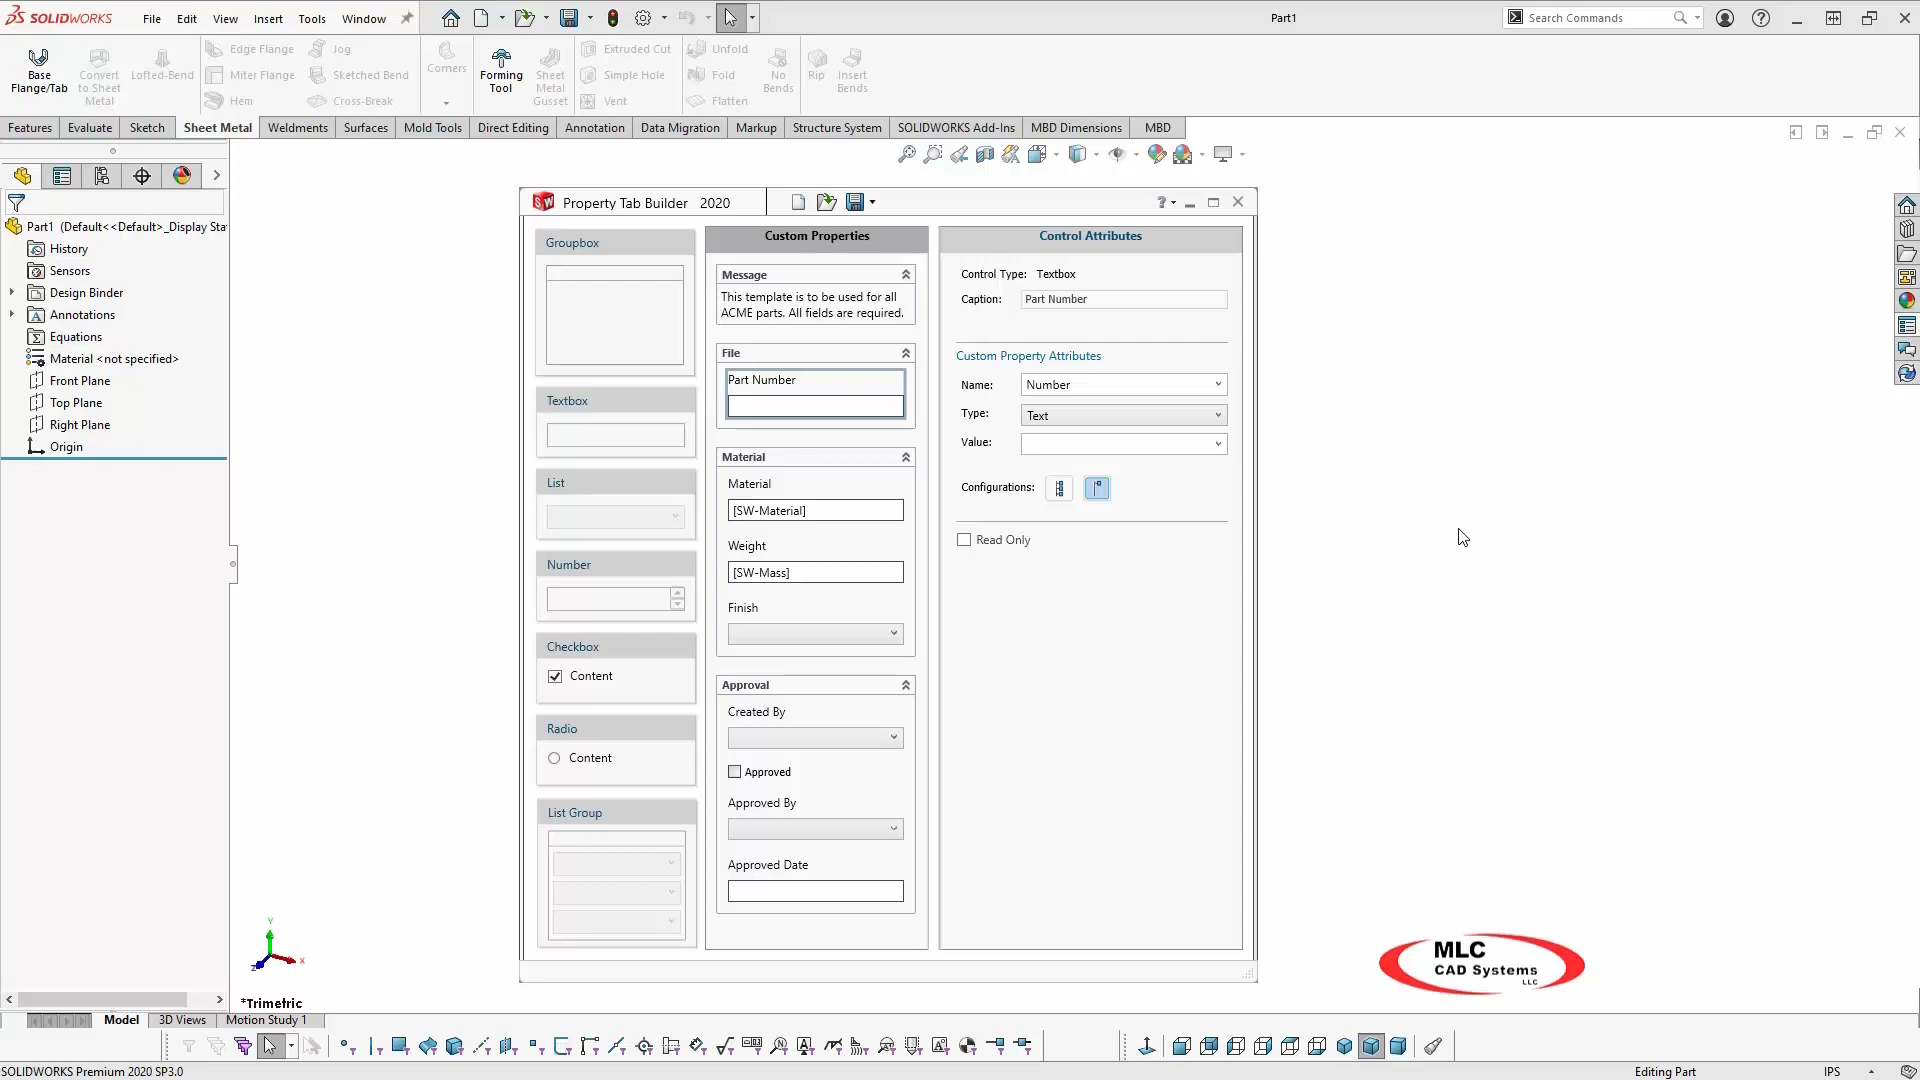 SOLIDWORKS
File
Edit
View
Insert
Tools
Window
Part1
Search Commands
Base
Flange/Tab
Convert
to Sheet
Metal
Lofted-Bend
Edge Flange
Miter Flange
Hem
Jog
Sketched Bend
Cross-Break
Corners
Forming
Tool
Sheet
Metal
Gusset
Extruded Cut
Simple Hole
Vent
Unfold
Fold
Flatten
No
Bends
Rip
Insert
Bends
Features
Evaluate
Sketch
Sheet Metal
Weldments
Surfaces
Mold Tools
Direct Editing
Annotation
Data Migration
Markup
Structure System
SOLIDWORKS Add-Ins
MBD Dimensions
MBD
Part1 (Default<<Default>_Display Sta
History
Sensors
Design Binder
Annotations
Equations
Material <not specified>
Front Plane
Top Plane
Right Plane
Origin
Property Tab Builder 2020
Groupbox
Textbox
List
Number
Checkbox
Content
Radio
Content
List Group
Custom Properties
Message
This template is to be used for all
ACME parts. All fields are required.
File
Part Number
Material
Material
[SW-Material]
Weight
[SW-Mass]
Finish
Approval
Created By
Approved
Approved By
Approved Date
Control Attributes
Control Type: Textbox
Caption: Part Number
Custom Property Attributes
Name: Number
Type: Text
Value:
Configurations:
Read Only
Y
X
Z
*Trimetric
MLC
CAD Systems
LLC
Model
3D Views
Motion Study 1
SOLIDWORKS Premium 2020 SP3.0
Editing Part
IPS